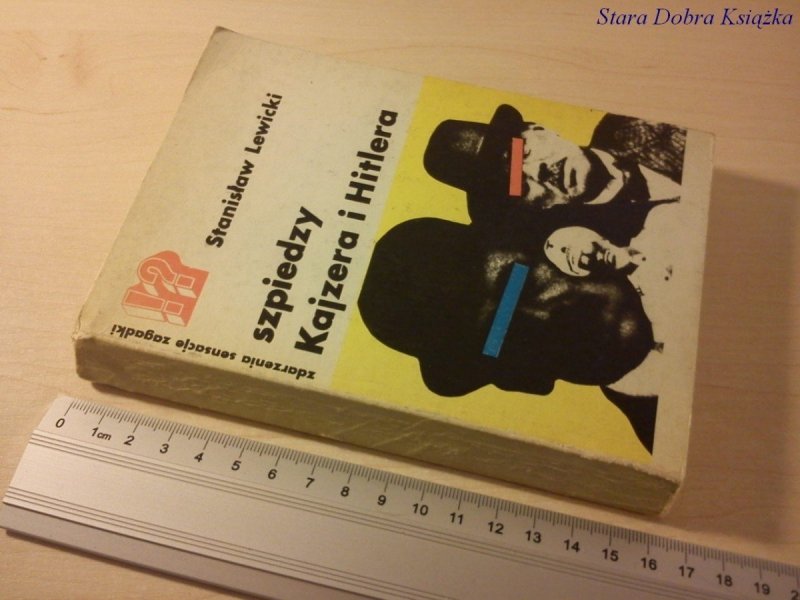 Stara Dobra Książka
Stanisław Lewicki
szpiedzy
Kajzera i Hitlera
!?
zdarzenia sensacje zagadki
0 1cm 2 3 4 5 6 7 8 9 10 11 12 13 14 15 16 17 18 19